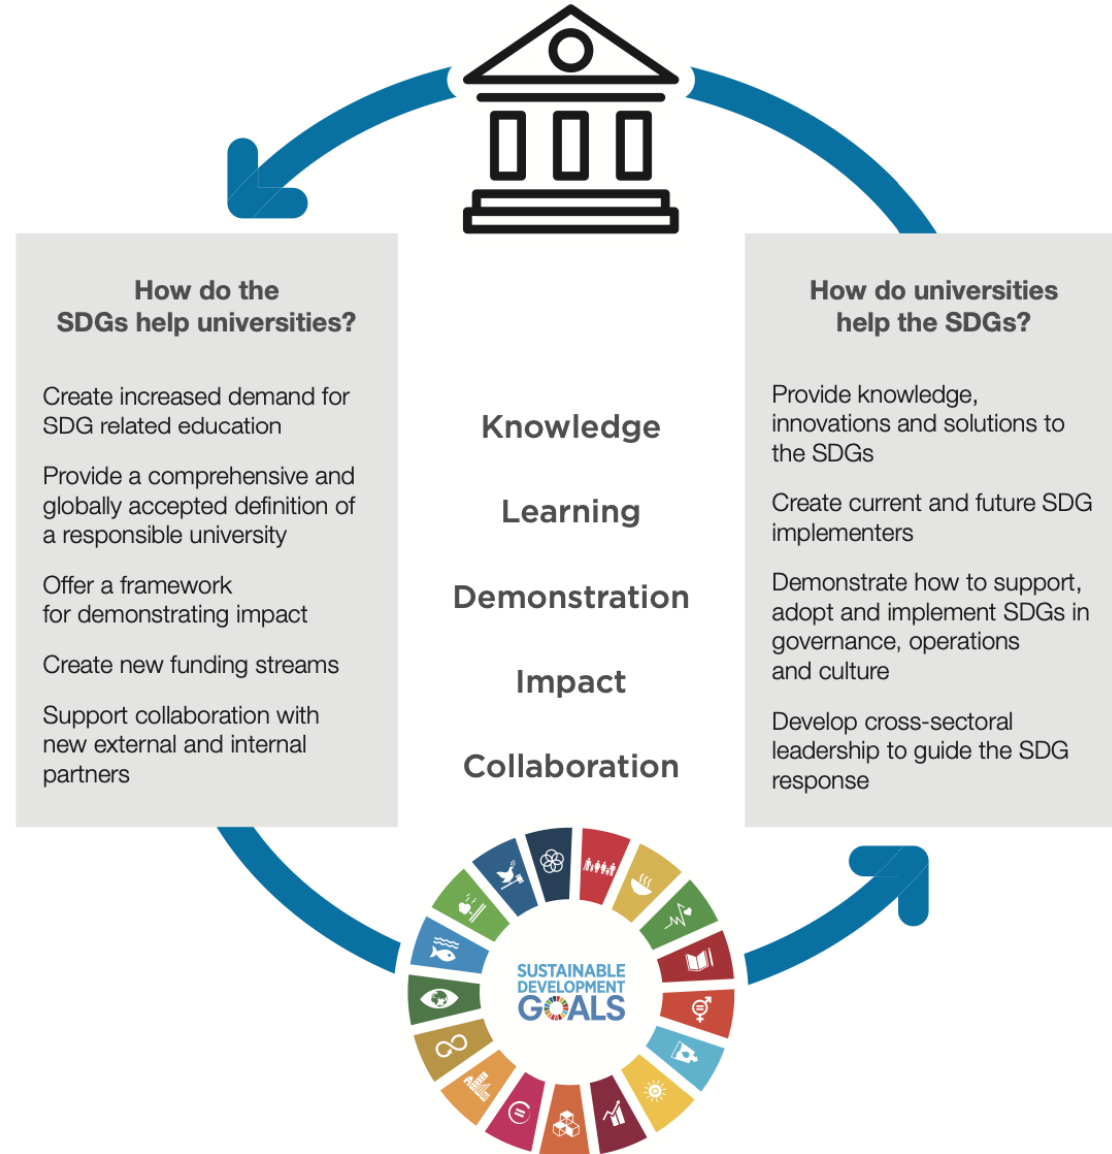 How do the
SDGs help universities?
Create increased demand for
SDG related education
Provide a comprehensive and
globally accepted definition of
a responsible university
Offer a framework
for demonstrating impact
Create new funding streams
Support collaboration with
new external and internal
partners
Knowledge
Learning
Demonstration
Impact
Collaboration
How do universities
help the SDGs?
Provide knowledge,
innovations and solutions to
the SDGs
Create current and future SDG
implementers
Demonstrate how to support,
adopt and implement SDGs in
governance, operations
and culture
Develop cross-sectoral
leadership to guide the SDG
response
SUSTAINABLE
DEVELOPMENT
GOALS